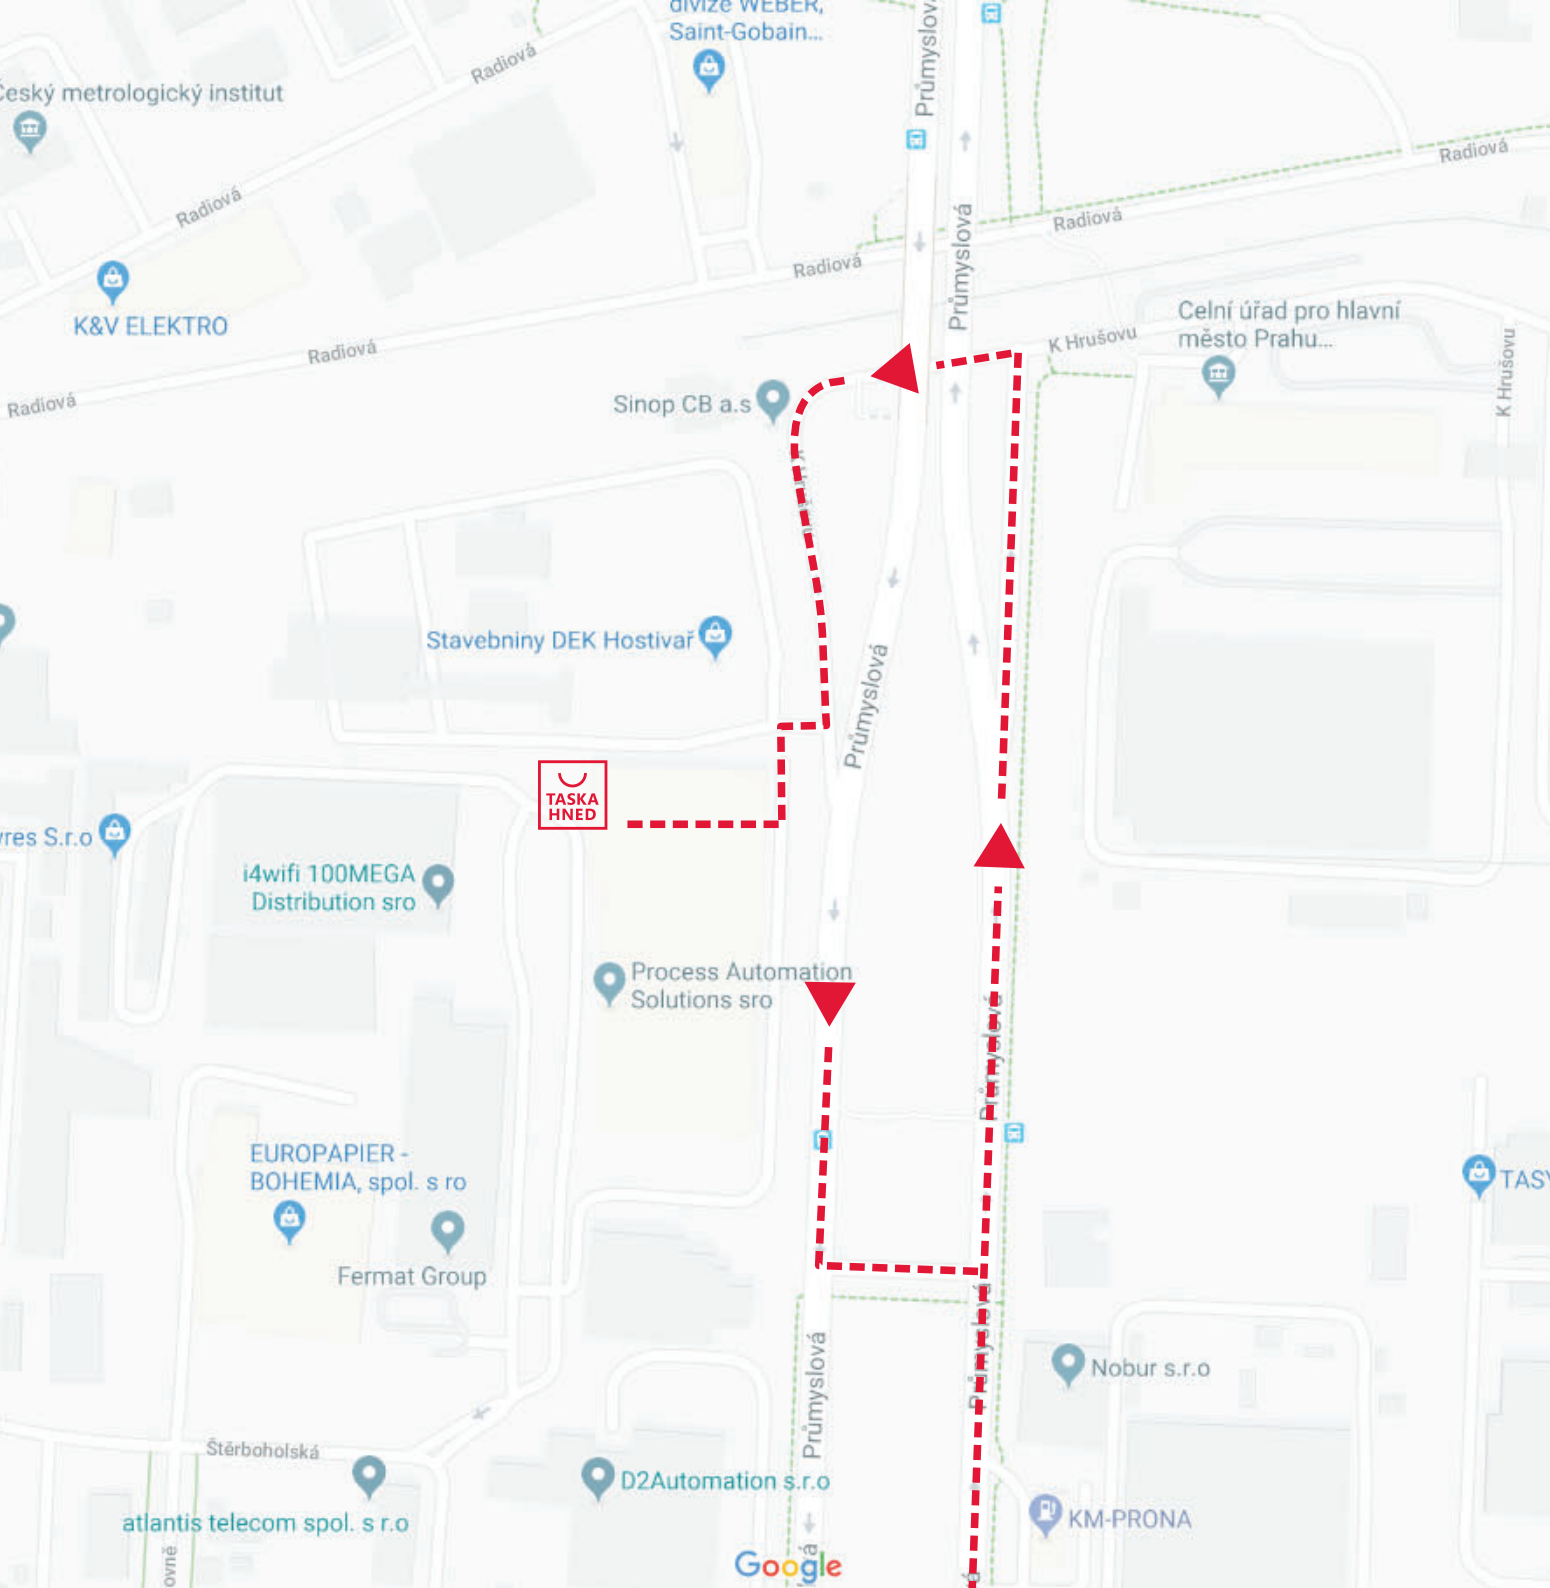 divize WEBER,
Saint-Gobain...
Průmyslov
Radiová
Český metrologický institut
Radiová
Radiová
Radiová
Průmyslová
Radiová
K&V ELEKTRO
Radiová
Radiová
Celní úřad pro hlavní
město Prahu...
K Hrušovu
K Hrušovu
Sinop CB a.s
Stavebniny DEK Hostivař
Průmyslová
TASKA
HNED
res S.r.o
i4wifi 100MEGA
Distribution sro
Process Automation
Solutions sro
Průmyslová
EUROPAPIER -
BOHEMIA, spol. s ro
TASY
Fermat Group
Průmyslová
Průmyslová
Nobur s.r.o
Štěrboholská
D2Automation s.r.o
atlantis telecom spol. s r.o
KM-PRONA
ovně
Google